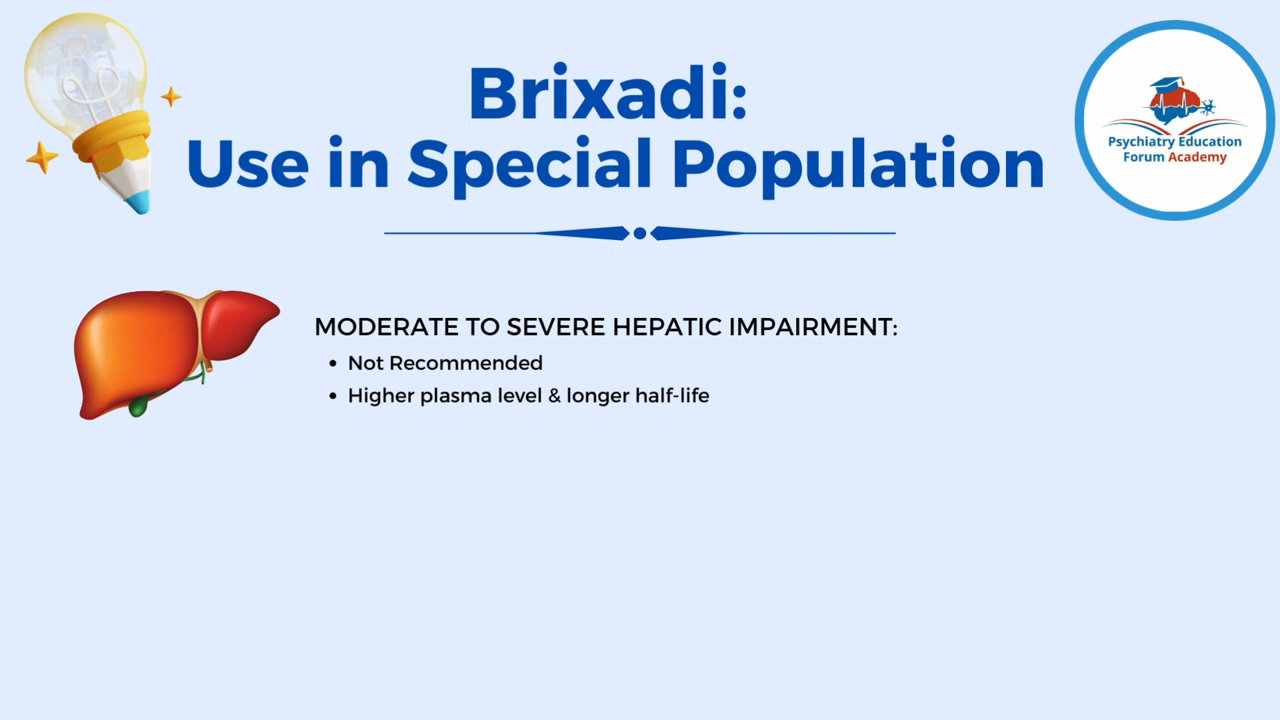 Brixadi:
Use in Special Population
Psychiatry Education
Forum Academy
MODERATE TO SEVERE HEPATIC IMPAIRMENT:
• Not Recommended
• Higher plasma level & longer half-life